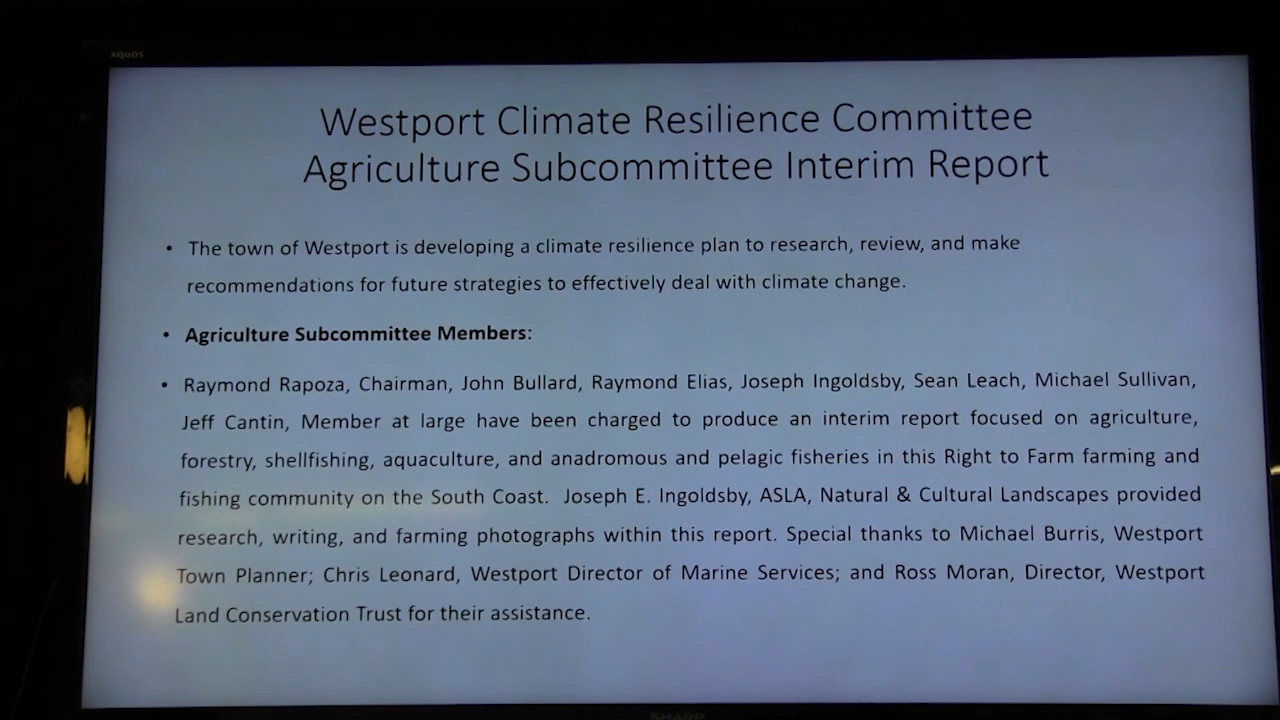 AQUOS
Westport Climate Resilience Committee
Agriculture Subcommittee Interim Report
• The town of Westport is developing a climate resilience plan to research, review, and make
recommendations for future strategies to effectively deal with climate change.
• Agriculture Subcommittee Members:
• Raymond Rapoza, Chairman, John Bullard, Raymond Elias, Joseph Ingoldsby, Sean Leach, Michael Sullivan,
Jeff Cantin, Member at large have been charged to produce an interim report focused on agriculture,
forestry, shellfishing, aquaculture, and anadromous and pelagic fisheries in this Right to Farm farming and
fishing community on the South Coast. Joseph E. Ingoldsby, ASLA, Natural & Cultural Landscapes provided
research, writing, and farming photographs within this report. Special thanks to Michael Burris, Westport
Town Planner; Chris Leonard, Westport Director of Marine Services; and Ross Moran, Director, Westport
Land Conservation Trust for their assistance.
SHARP